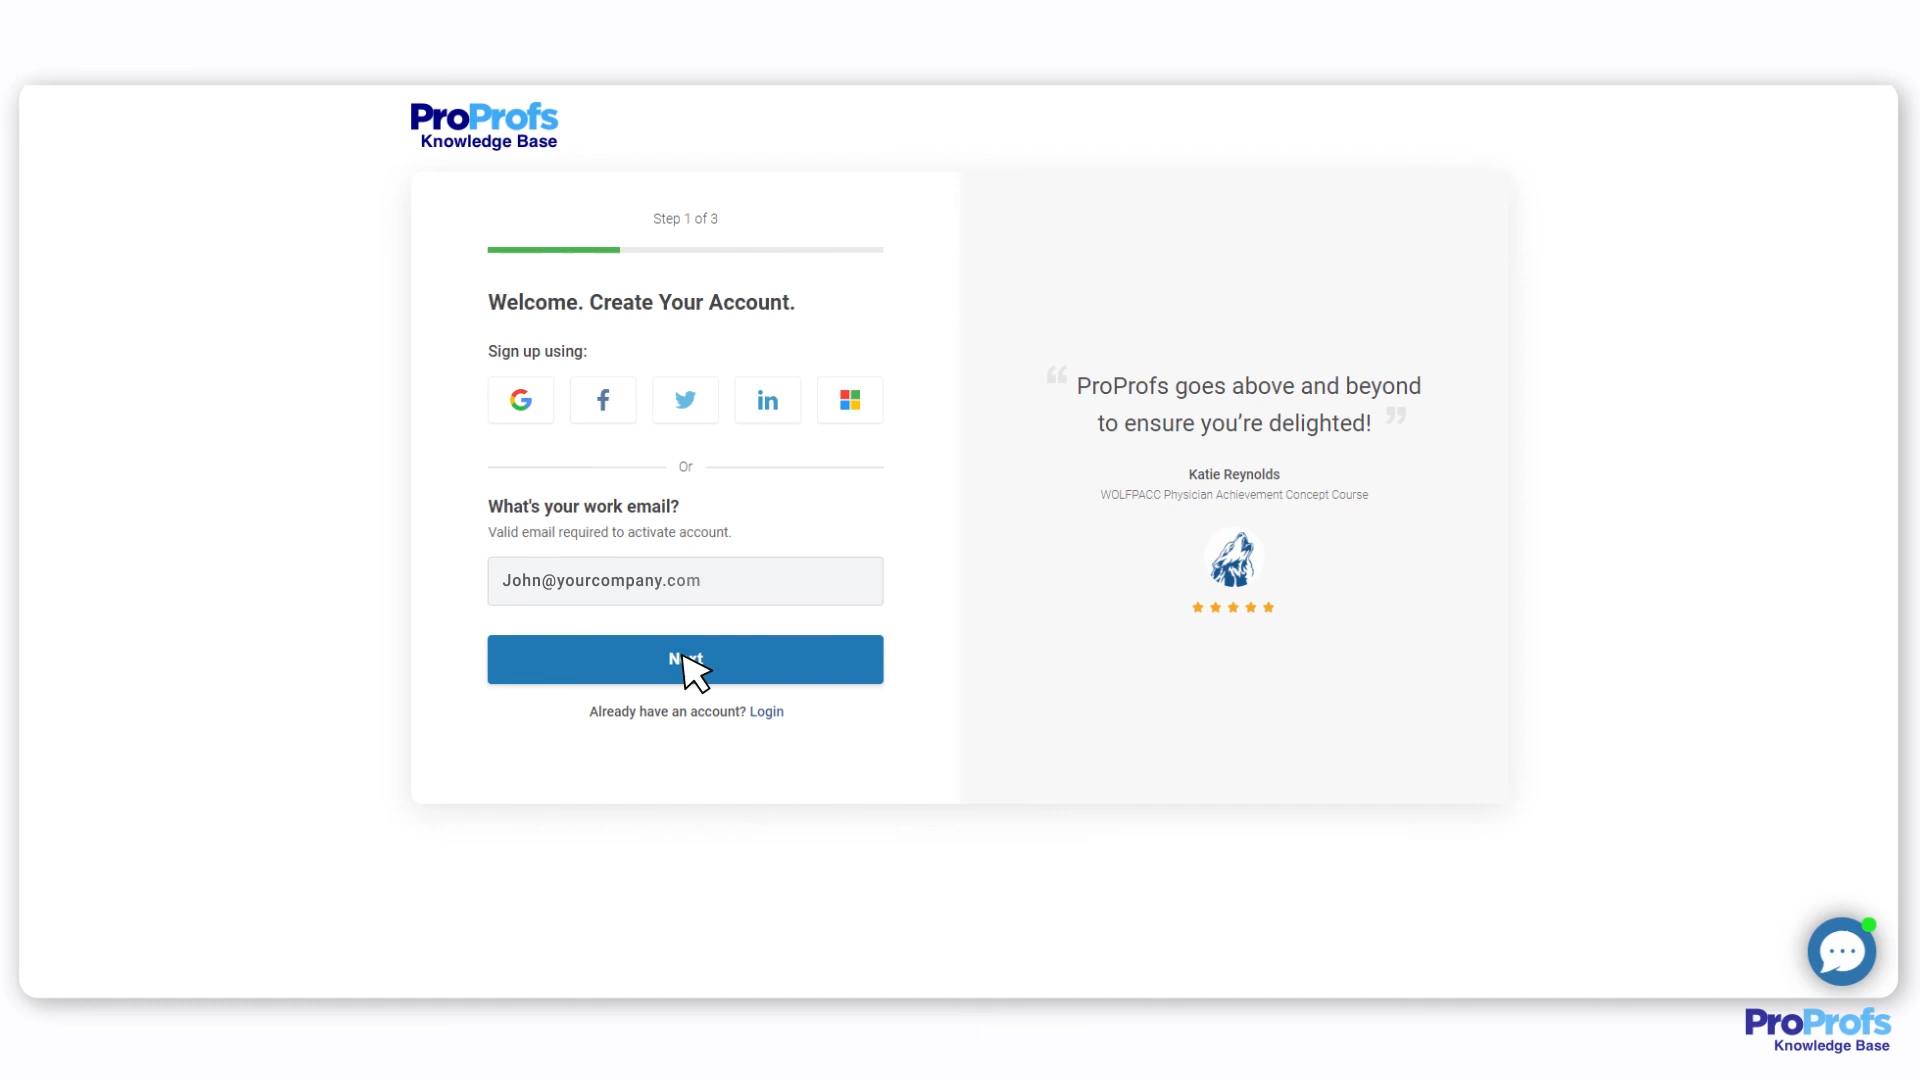 ProProfs
Knowledge Base
Step 1 of 3
Welcome. Create Your Account.
Sign up using:
Or
What's your work email?
Valid email required to activate account.
John@yourcompany.com
Already have an account? Login
“ ProProfs goes above and beyond
to ensure you’re delighted! ”
Katie Reynolds
WOLFPACC Physician Achievement Concept Course
ProProfs
Knowledge Base